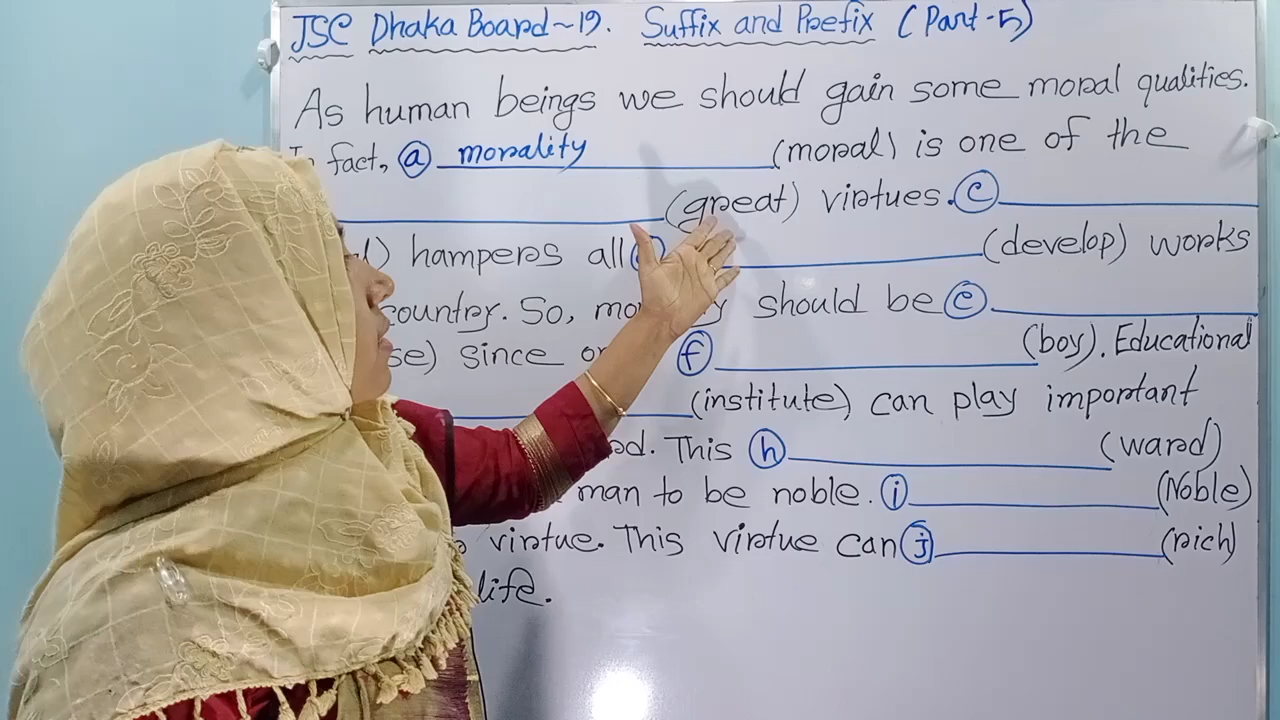 JSC Dhaka Board~19. Suffix and Prefix (Part-5)
As human beings we should gain some moral qualities.
fact, ⓐ morality (moral) is one of the
(great) virtues. ⓒ
hampers all (develop) works
country. So, should be ⓔ
since ⓕ (boy). Educational
(institute) can play important
This ⓗ (ward)
man to be noble. ⓘ (Noble)
virtue. This virtue can ⓙ (rich)
life.